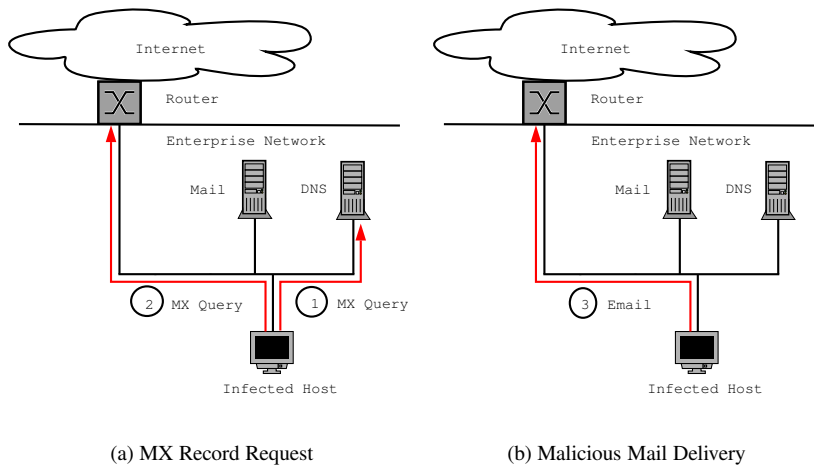 Internet
Router
Enterprise Network
Mail
DNS
2 MX Query
1 MX Query
Infected Host
(a) MX Record Request
Internet
Router
Enterprise Network
Mail
DNS
3 Email
Infected Host
(b) Malicious Mail Delivery